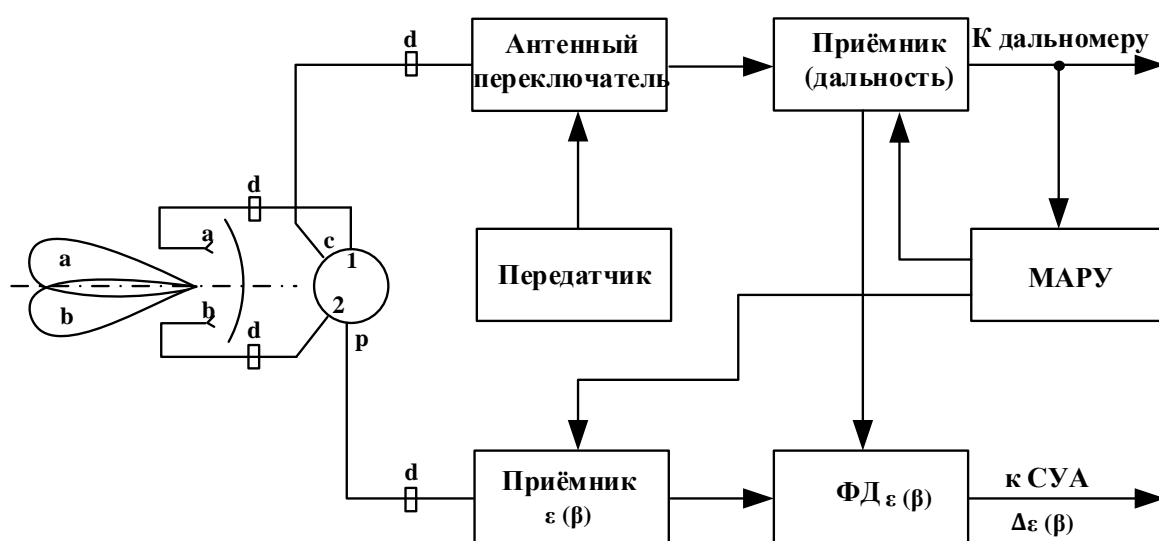 d
Антенный
переключатель
Приёмник
(дальность)
К дальномеру
d
a
c
1
a
b
b
2
d
p
Передатчик
МАРУ
d
Приёмник
ε (β)
ФД ε (β)
к СУА
Δε (β)